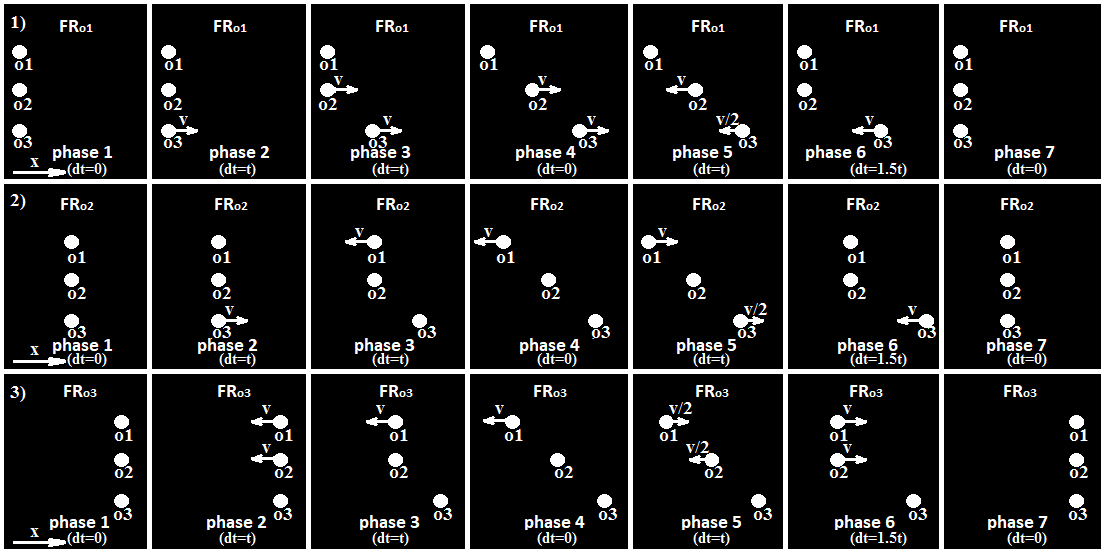 1)
FRo1
o1
o2
o3
phase 1
x
(dt=0)
FRo1
o1
o2
v
o3
phase 2
(dt=t)
FRo1
o1
v
o2
v
o3
phase 3
(dt=t)
FRo1
o1
v
o2
v
o3
phase 4
(dt=0)
FRo1
o1
v
o2
v/2
o3
phase 5
(dt=t)
FRo1
o1
o2
v
o3
phase 6
(dt=1.5t)
FRo1
o1
o2
o3
phase 7
(dt=0)
2)
FRo2
o1
o2
o3
phase 1
x
(dt=0)
FRo2
o1
o2
v
o3
phase 2
(dt=t)
FRo2
v
o1
o2
o3
phase 3
(dt=t)
FRo2
v
o1
o2
o3
phase 4
(dt=0)
FRo2
v
o1
o2
v/2
o3
phase 5
(dt=t)
FRo2
o1
o2
v
o3
phase 6
(dt=1.5t)
FRo2
o1
o2
o3
phase 7
(dt=0)
3)
FRo3
o1
o2
o3
phase 1
x
(dt=0)
FRo3
v
o1
v
o2
o3
phase 2
(dt=t)
FRo3
v
o1
o2
o3
phase 3
(dt=t)
FRo3
v
o1
o2
o3
phase 4
(dt=0)
FRo3
v/2
o1
v/2
o2
o3
phase 5
(dt=t)
FRo3
v
o1
v
o2
o3
phase 6
(dt=1.5t)
FRo3
o1
o2
o3
phase 7
(dt=0)